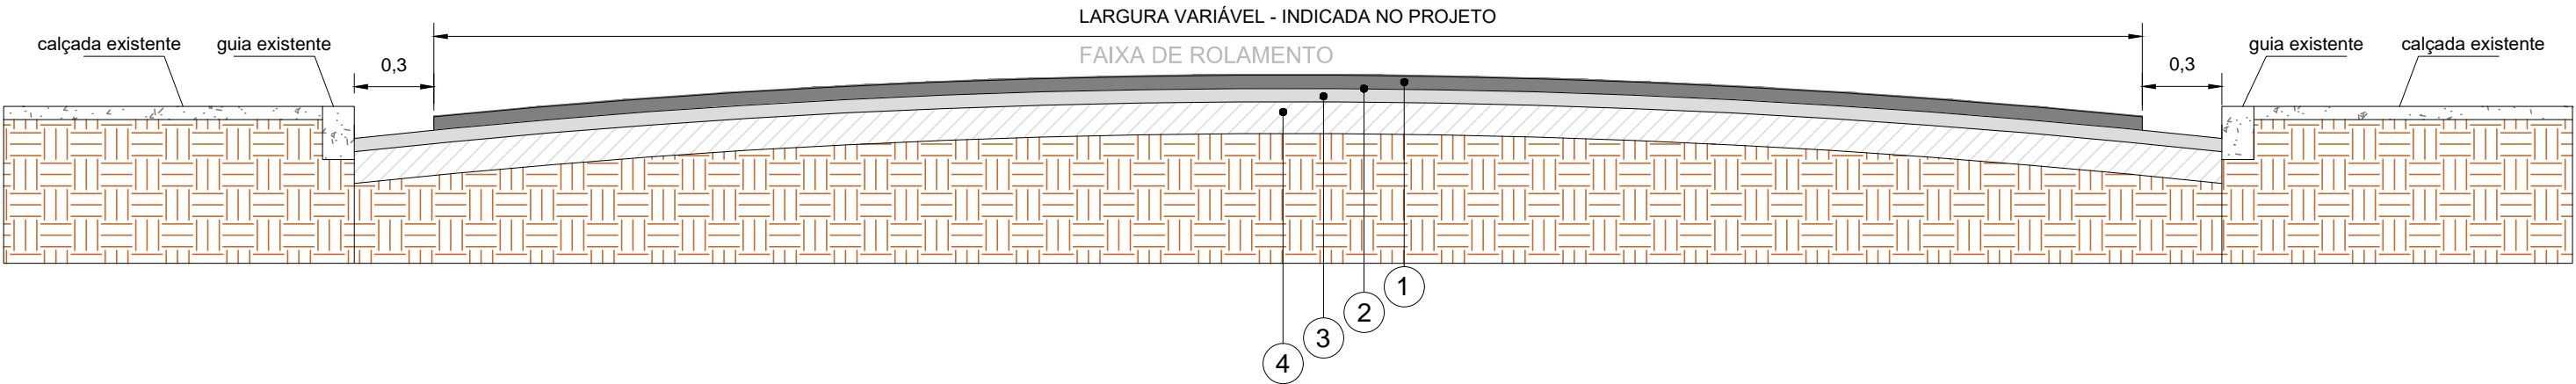 LARGURA VARIÁVEL - INDICADA NO PROJETO
calçada existente
guia existente
0,3
FAIXA DE ROLAMENTO
0,3
guia existente
calçada existente
1
2
3
4